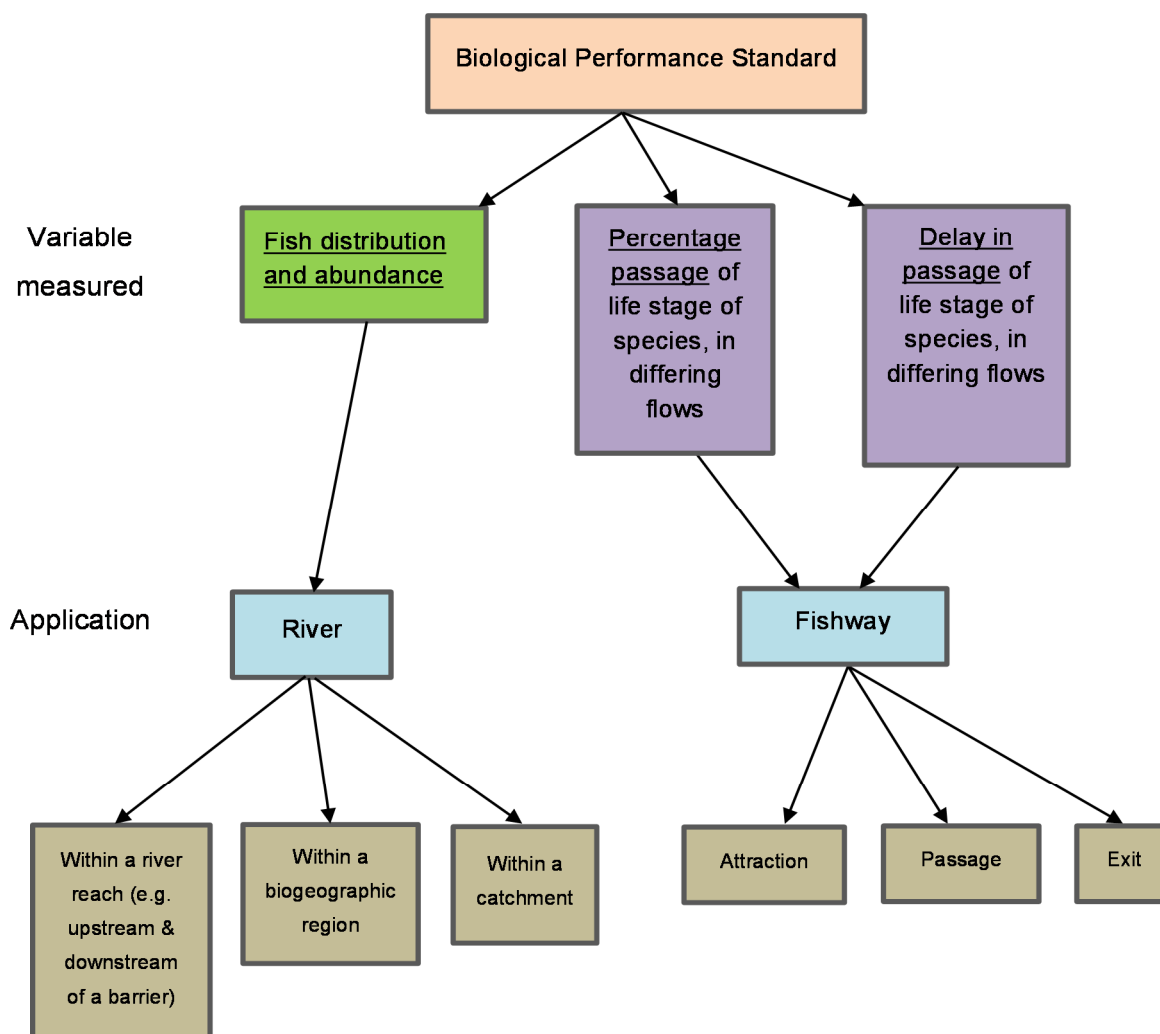 Biological Performance Standard
Variable
measured
Fish distribution
and abundance
Percentage
passage of
life stage of
species, in
differing
flows
Delay in
passage of
life stage of
species, in
differing flows
Application
River
Fishway
Within a river
reach (e.g.
upstream &
downstream
of a barrier)
Within a
biogeographic
region
Within a
catchment
Attraction
Passage
Exit